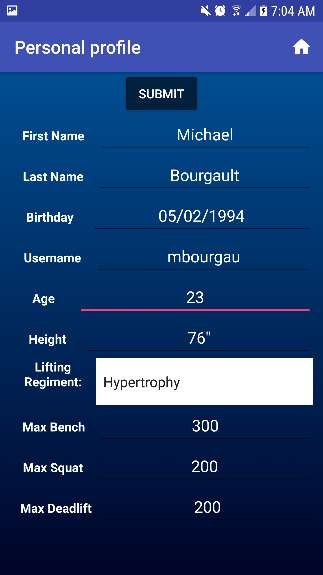 7:04 AM
Personal profile
SUBMIT
First Name Michael
Last Name Bourgault
Birthday 05/02/1994
Username mbourgau
Age 23
Height 76"
Lifting
Regiment: Hypertrophy
Max Bench 300
Max Squat 200
Max Deadlift 200